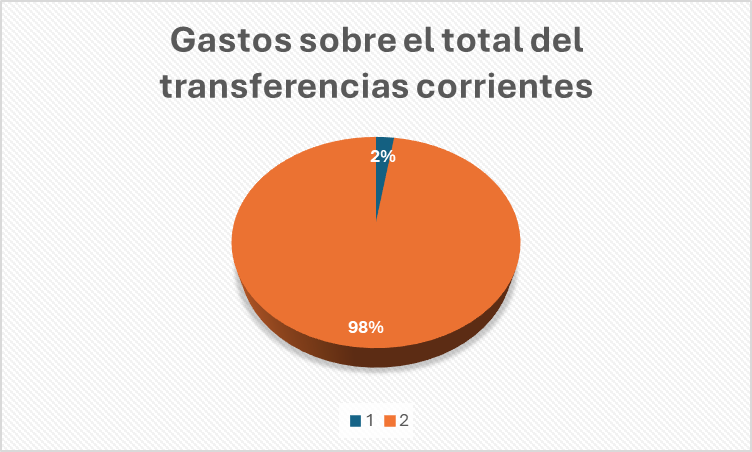 Gastos sobre el total del
transferencias corrientes
2%
98%
1 2